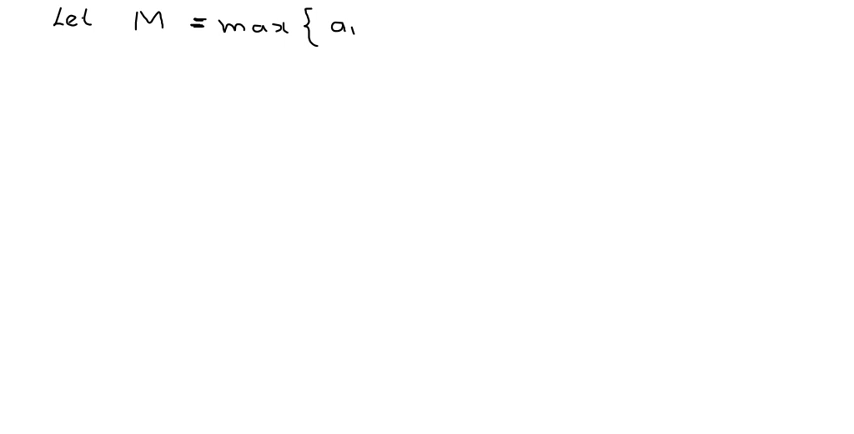 Let M = max { a₁